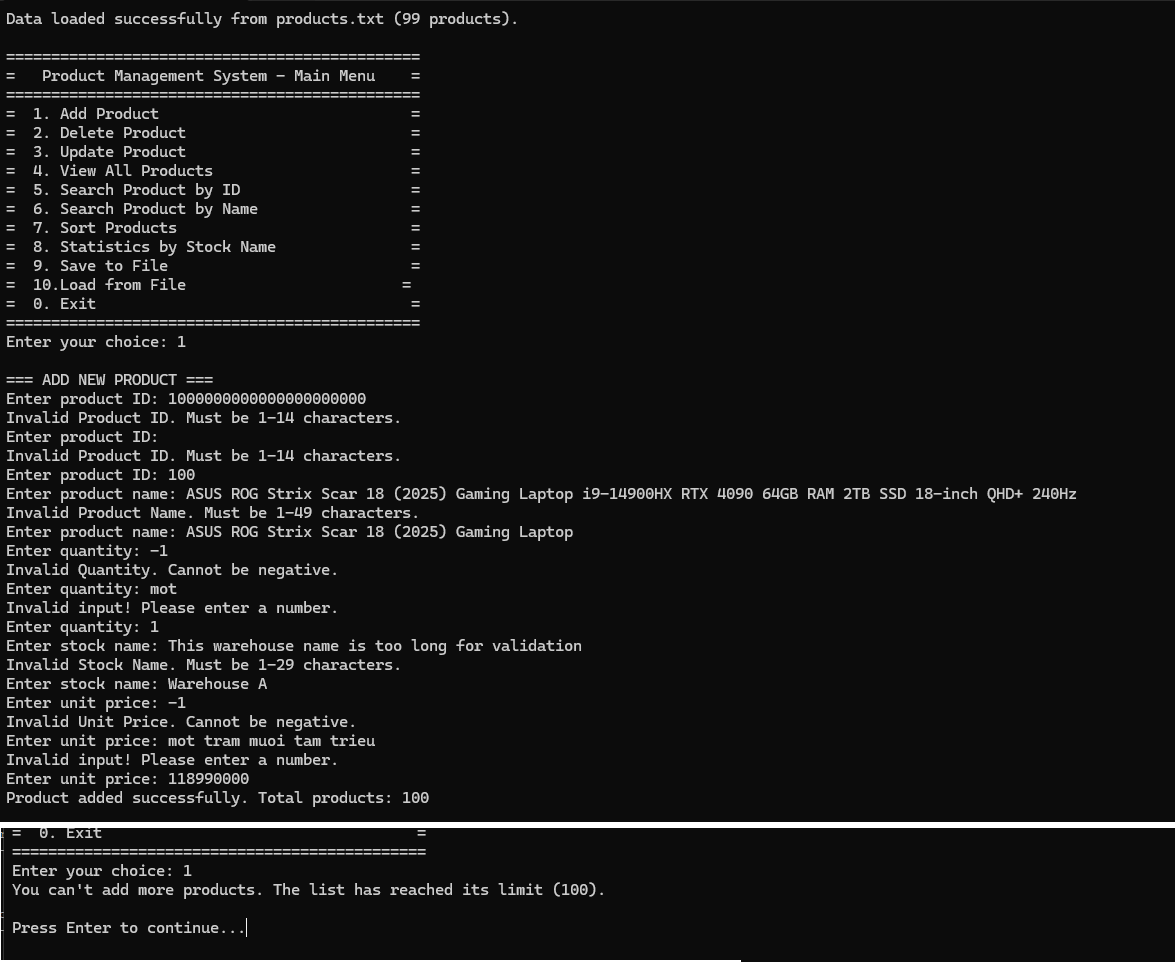 Data loaded successfully from products.txt (99 products).
==============================================
=   Product Management System - Main Menu    =
==============================================
=  1. Add Product                            =
=  2. Delete Product                         =
=  3. Update Product                         =
=  4. View All Products                      =
=  5. Search Product by ID                   =
=  6. Search Product by Name                 =
=  7. Sort Products                          =
=  8. Statistics by Stock Name               =
=  9. Save to File                           =
=  10.Load from File                        =
=  0. Exit                                   =
==============================================
Enter your choice: 1
=== ADD NEW PRODUCT ===
Enter product ID: 1000000000000000000000
Invalid Product ID. Must be 1-14 characters.
Enter product ID:
Invalid Product ID. Must be 1-14 characters.
Enter product ID: 100
Enter product name: ASUS ROG Strix Scar 18 (2025) Gaming Laptop i9-14900HX RTX 4090 64GB RAM 2TB SSD 18-inch QHD+ 240Hz
Invalid Product Name. Must be 1-49 characters.
Enter product name: ASUS ROG Strix Scar 18 (2025) Gaming Laptop
Enter quantity: -1
Invalid Quantity. Cannot be negative.
Enter quantity: mot
Invalid input! Please enter a number.
Enter quantity: 1
Enter stock name: This warehouse name is too long for validation
Invalid Stock Name. Must be 1-29 characters.
Enter stock name: Warehouse A
Enter unit price: -1
Invalid Unit Price. Cannot be negative.
Enter unit price: mot tram muoi tam trieu
Invalid input! Please enter a number.
Enter unit price: 118990000
Product added successfully. Total products: 100
=  0. Exit                                   =
==============================================
Enter your choice: 1
You can't add more products. The list has reached its limit (100).
Press Enter to continue...